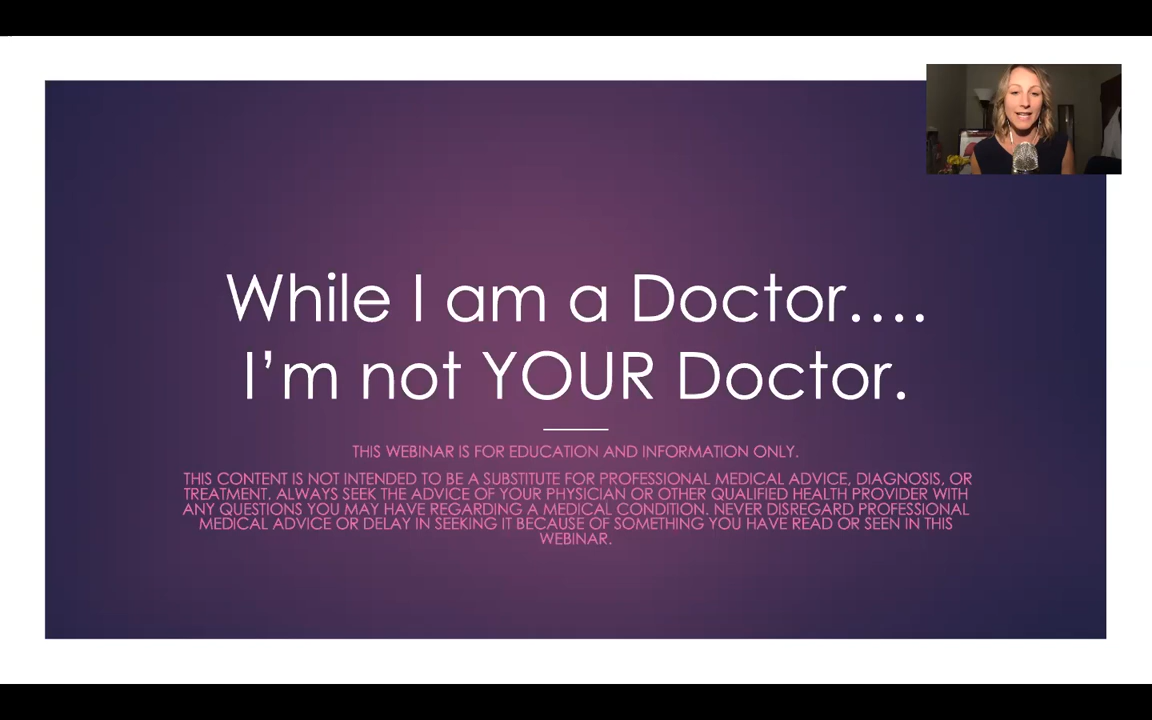 While I am a Doctor....
I'm not YOUR Doctor.
THIS WEBINAR IS FOR EDUCATION AND INFORMATION ONLY.
THIS CONTENT IS NOT INTENDED TO BE A SUBSTITUTE FOR PROFESSIONAL MEDICAL ADVICE, DIAGNOSIS, OR
TREATMENT. ALWAYS SEEK THE ADVICE OF YOUR PHYSICIAN OR OTHER QUALIFIED HEALTH PROVIDER WITH
ANY QUESTIONS YOU MAY HAVE REGARDING A MEDICAL CONDITION. NEVER DISREGARD PROFESSIONAL
MEDICAL ADVICE OR DELAY IN SEEKING IT BECAUSE OF SOMETHING YOU HAVE READ OR SEEN IN THIS
WEBINAR.